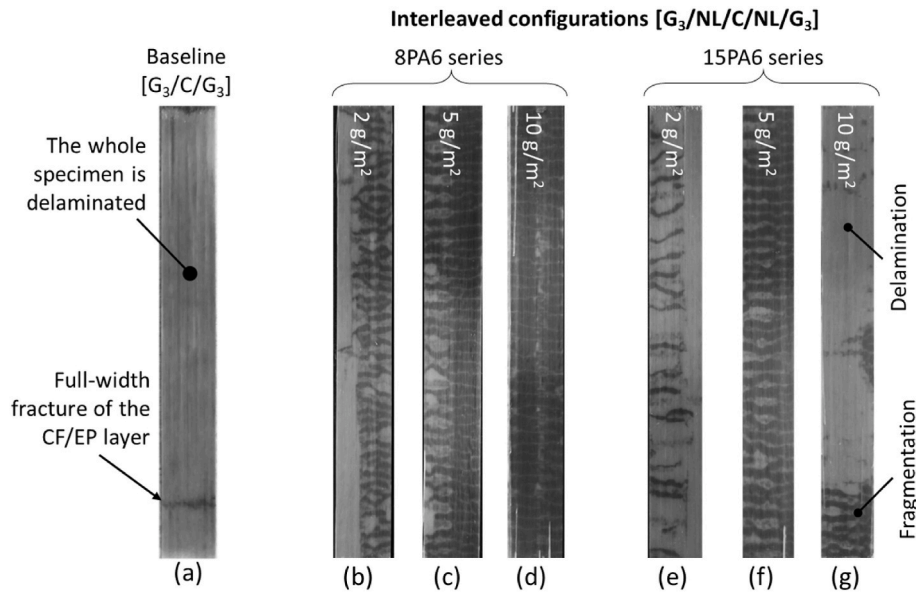 Interleaved configurations [G₃/NL/C/NL/G₃]
Baseline
[G₃/C/G₃]
8PA6 series
15PA6 series
The whole
specimen is
delaminated
Full-width
fracture of the
CF/EP layer
2 g/m²
5 g/m²
10 g/m²
2 g/m²
5 g/m²
10 g/m²
Delamination
Fragmentation
(a)
(b)
(c)
(d)
(e)
(f)
(g)